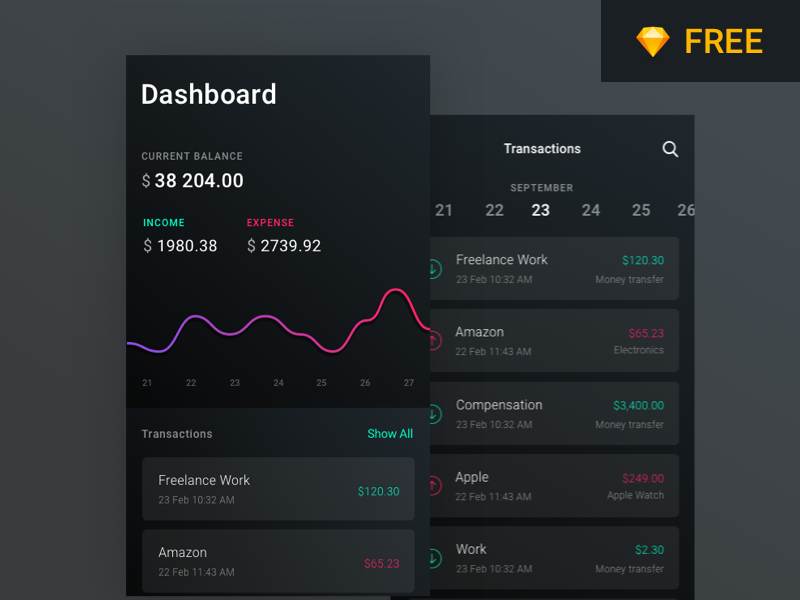 FREE
Dashboard
CURRENT BALANCE
$ 38 204.00
INCOME EXPENSE
$ 1980.38 $ 2739.92
21 22 23 24 25 26 27
Transactions Show All
Freelance Work
23 Feb 10:32 AM
$120.30
Amazon
22 Feb 11:43 AM
$65.23
Transactions
SEPTEMBER
21 22 23 24 25 26
Freelance Work $120.30
23 Feb 10:32 AM Money transfer
Amazon $65.23
22 Feb 11:43 AM Electronics
Compensation $3,400.00
23 Feb 10:32 AM Money transfer
Apple $249.00
22 Feb 11:43 AM Apple Watch
Work $2.30
23 Feb 10:32 AM Money transfer